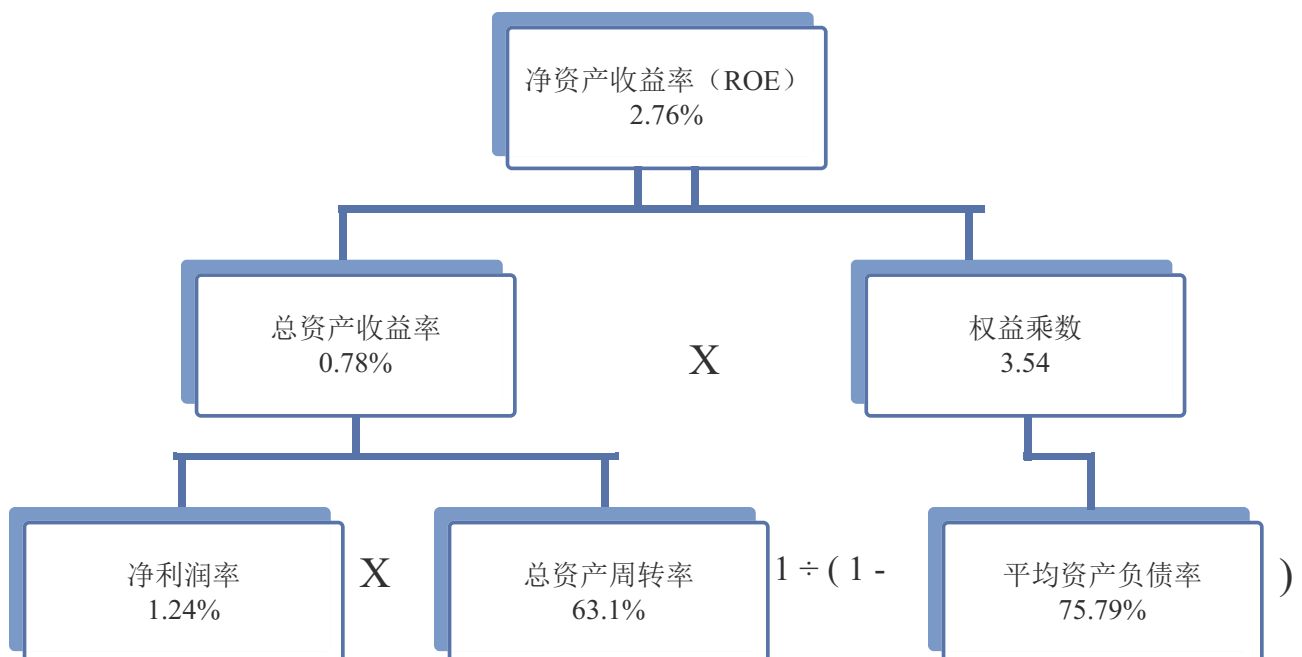 净资产收益率（ROE）
2.76%
总资产收益率
0.78%
X
权益乘数
3.54
净利润率
1.24%
X
总资产周转率
63.1%
1 ÷ ( 1 -
平均资产负债率
75.79%
)